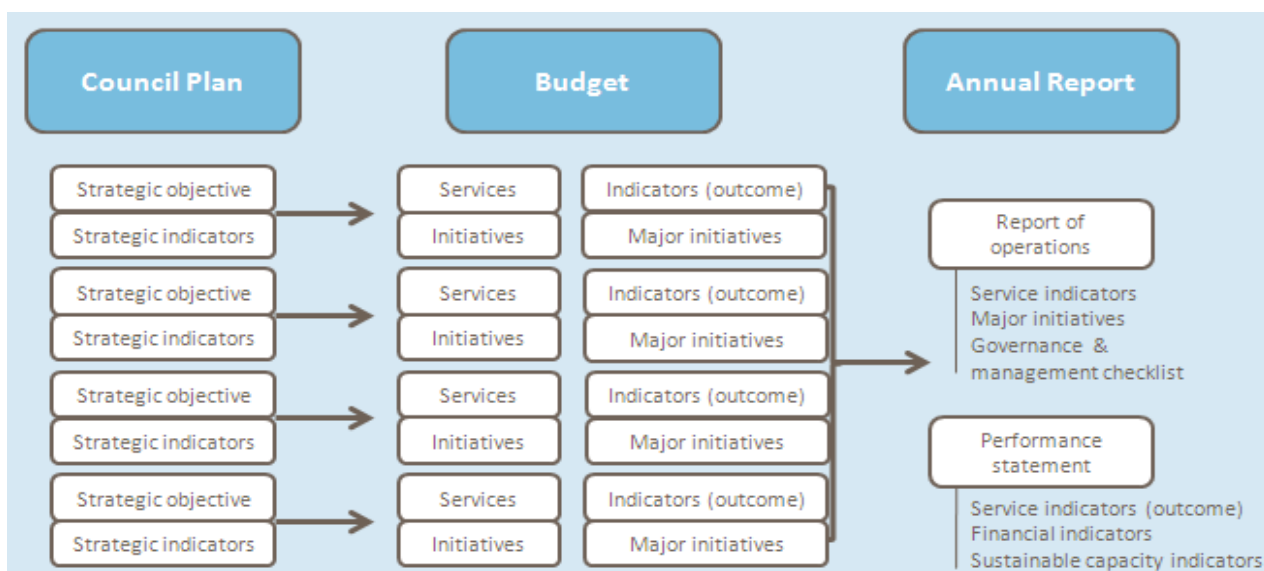 Council Plan
Budget
Annual Report
Strategic objective
Strategic indicators
Services
Initiatives
Indicators (outcome)
Major initiatives
Strategic objective
Strategic indicators
Services
Initiatives
Indicators (outcome)
Major initiatives
Strategic objective
Strategic indicators
Services
Initiatives
Indicators (outcome)
Major initiatives
Strategic objective
Strategic indicators
Services
Initiatives
Indicators (outcome)
Major initiatives
Report of
operations
Service indicators
Major initiatives
Governance &
management checklist
Performance
statement
Service indicators (outcome)
Financial indicators
Sustainable capacity indicators